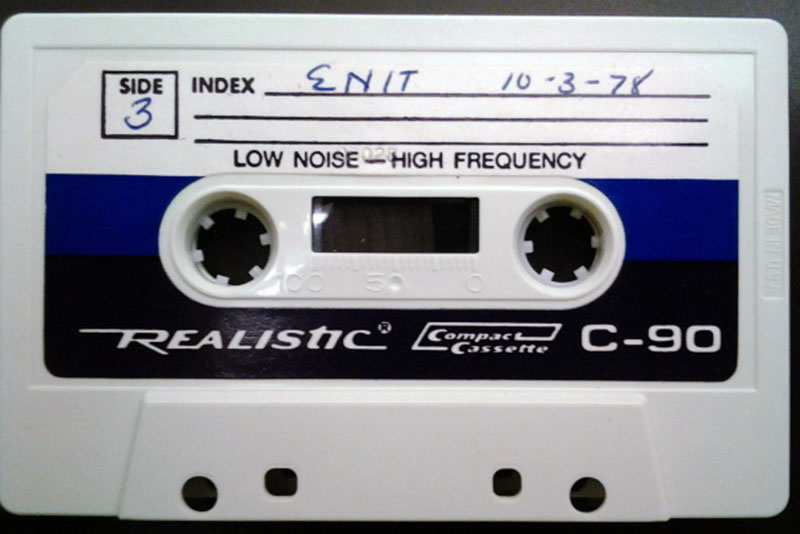 SIDE INDEX ENIT 10-3-78
3
LOW NOISE — HIGH FREQUENCY
100 50 0
MADE IN USA
REALISTIC® Compact Cassette C-90